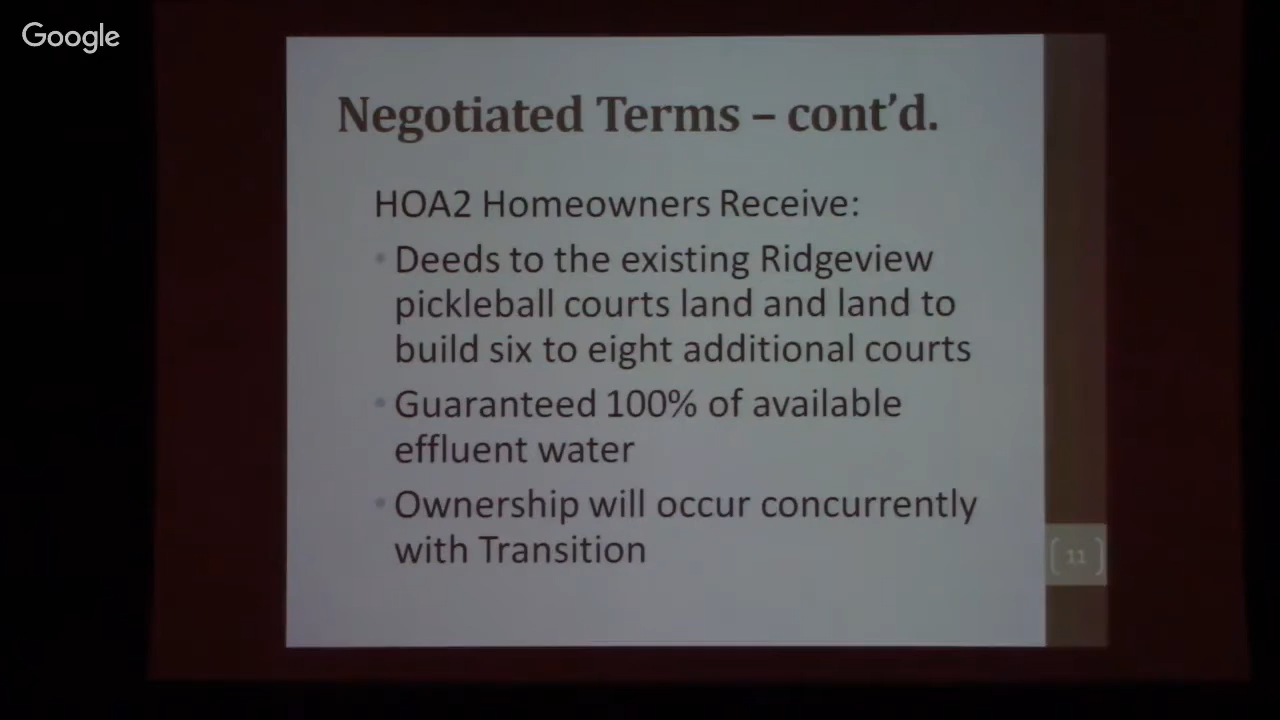 Google
Negotiated Terms – cont’d.
HOA2 Homeowners Receive:
• Deeds to the existing Ridgeview
pickleball courts land and land to
build six to eight additional courts
• Guaranteed 100% of available
effluent water
• Ownership will occur concurrently
with Transition
[ 11 ]